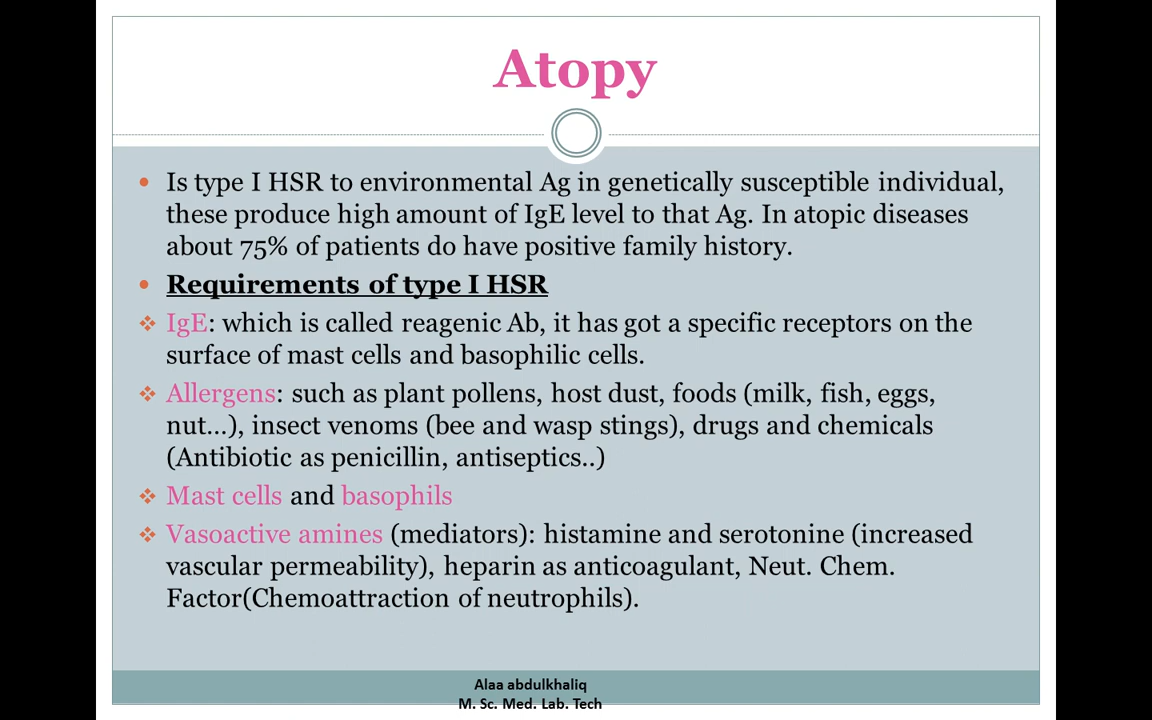 Atopy
Is type I HSR to environmental Ag in genetically susceptible individual,
these produce high amount of IgE level to that Ag. In atopic diseases
about 75% of patients do have positive family history.
Requirements of type I HSR
IgE: which is called reagenic Ab, it has got a specific receptors on the
surface of mast cells and basophilic cells.
Allergens: such as plant pollens, host dust, foods (milk, fish, eggs,
nut...), insect venoms (bee and wasp stings), drugs and chemicals
(Antibiotic as penicillin, antiseptics..)
Mast cells and basophils
Vasoactive amines (mediators): histamine and serotonine (increased
vascular permeability), heparin as anticoagulant, Neut. Chem.
Factor(Chemoattraction of neutrophils).
Alaa abdulkhaliq
M. Sc. Med. Lab. Tech